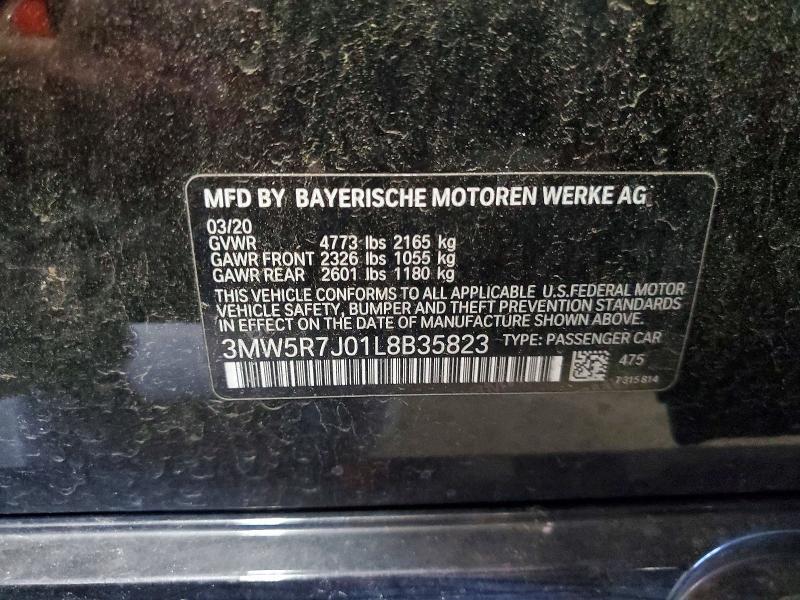 MFD BY BAYERISCHE MOTOREN WERKE AG
03/20
GVWR 4773 lbs 2165 kg
GAWR FRONT 2326 lbs 1055 kg
GAWR REAR 2601 lbs 1180 kg
THIS VEHICLE CONFORMS TO ALL APPLICABLE U.S.FEDERAL MOTOR
VEHICLE SAFETY, BUMPER AND THEFT PREVENTION STANDARDS
IN EFFECT ON THE DATE OF MANUFACTURE SHOWN ABOVE.
3MW5R7J01L8B35823 TYPE: PASSENGER CAR
475
7315814